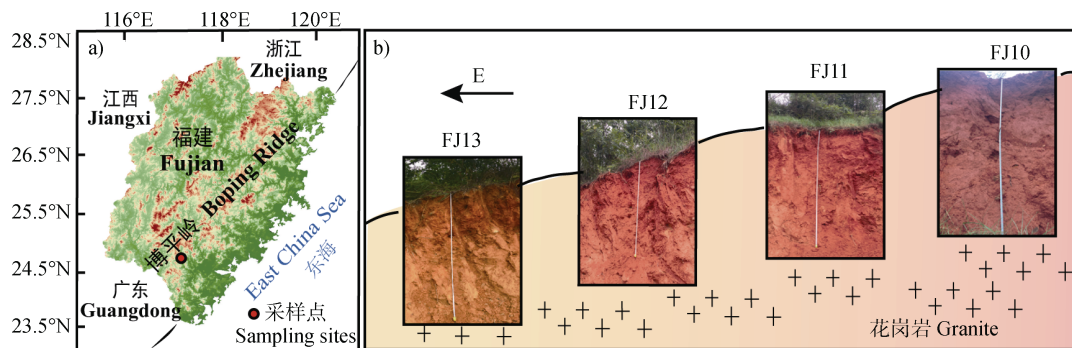 116°E 118°E 120°E
28.5°N
27.5°N
26.5°N
25.5°N
24.5°N
23.5°N
a)
浙江
Zhejiang
江西
Jiangxi
福建
Fujian
Boping Ridge
博平岭
East China Sea
东海
广东
Guangdong
采样点
Sampling sites
b)
E
FJ13
FJ12
FJ11
FJ10
花岗岩 Granite